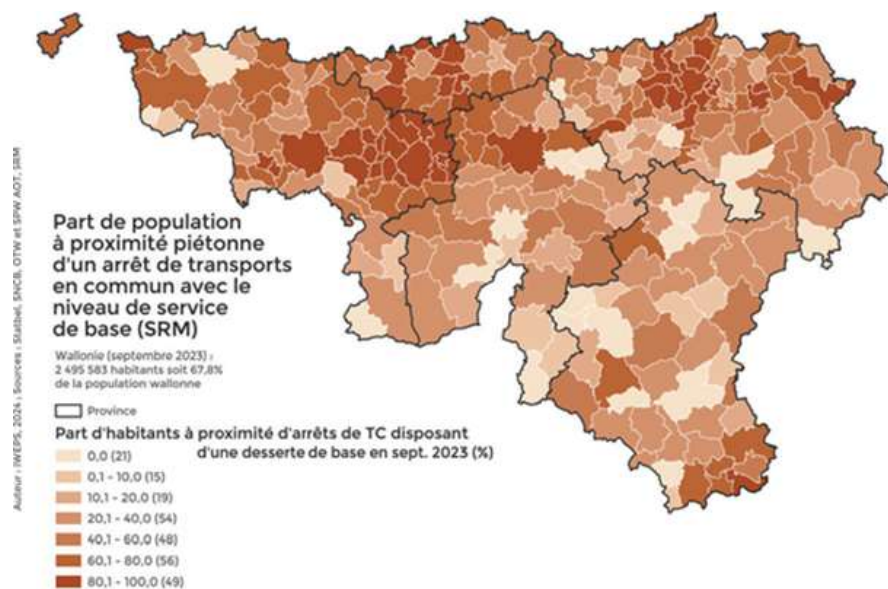 Part de population
à proximité piétonne
d'un arrêt de transports
en commun avec le
niveau de service
de base (SRM)
Wallonie (septembre 2023) :
2 495 583 habitants soit 67,8%
de la population wallonne
Province
Part d'habitants à proximité d'arrêts de TC disposant
d'une desserte de base en sept. 2023 (%)
0,0 (21)
0,1 - 10,0 (15)
10,1 - 20,0 (19)
20,1 - 40,0 (54)
40,1 - 60,0 (48)
60,1 - 80,0 (56)
80,1 - 100,0 (49)
Auteur : IWEPS, 2024 ; Sources : Statbel, SNCB, OTW et SPW AOT, SRM